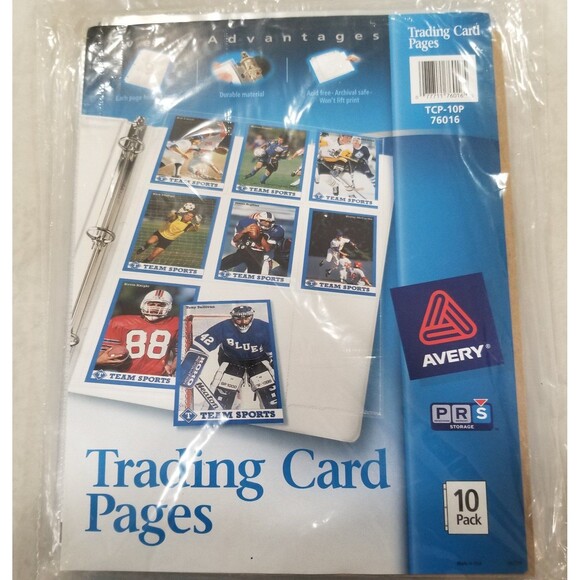 Advantages
Trading Card
Pages
Durable material
Acid free • Archival safe •
Won't lift print
TCP-10P
76016
TEAM SPORTS
TEAM SPORTS
TEAM SPORTS
TEAM SPORTS
TEAM SPORTS
TEAM SPORTS
88
TEAM SPORTS
42
BLUES
TEAM SPORTS
AVERY®
PRS
STORAGE
Trading Card
Pages
10
Pack